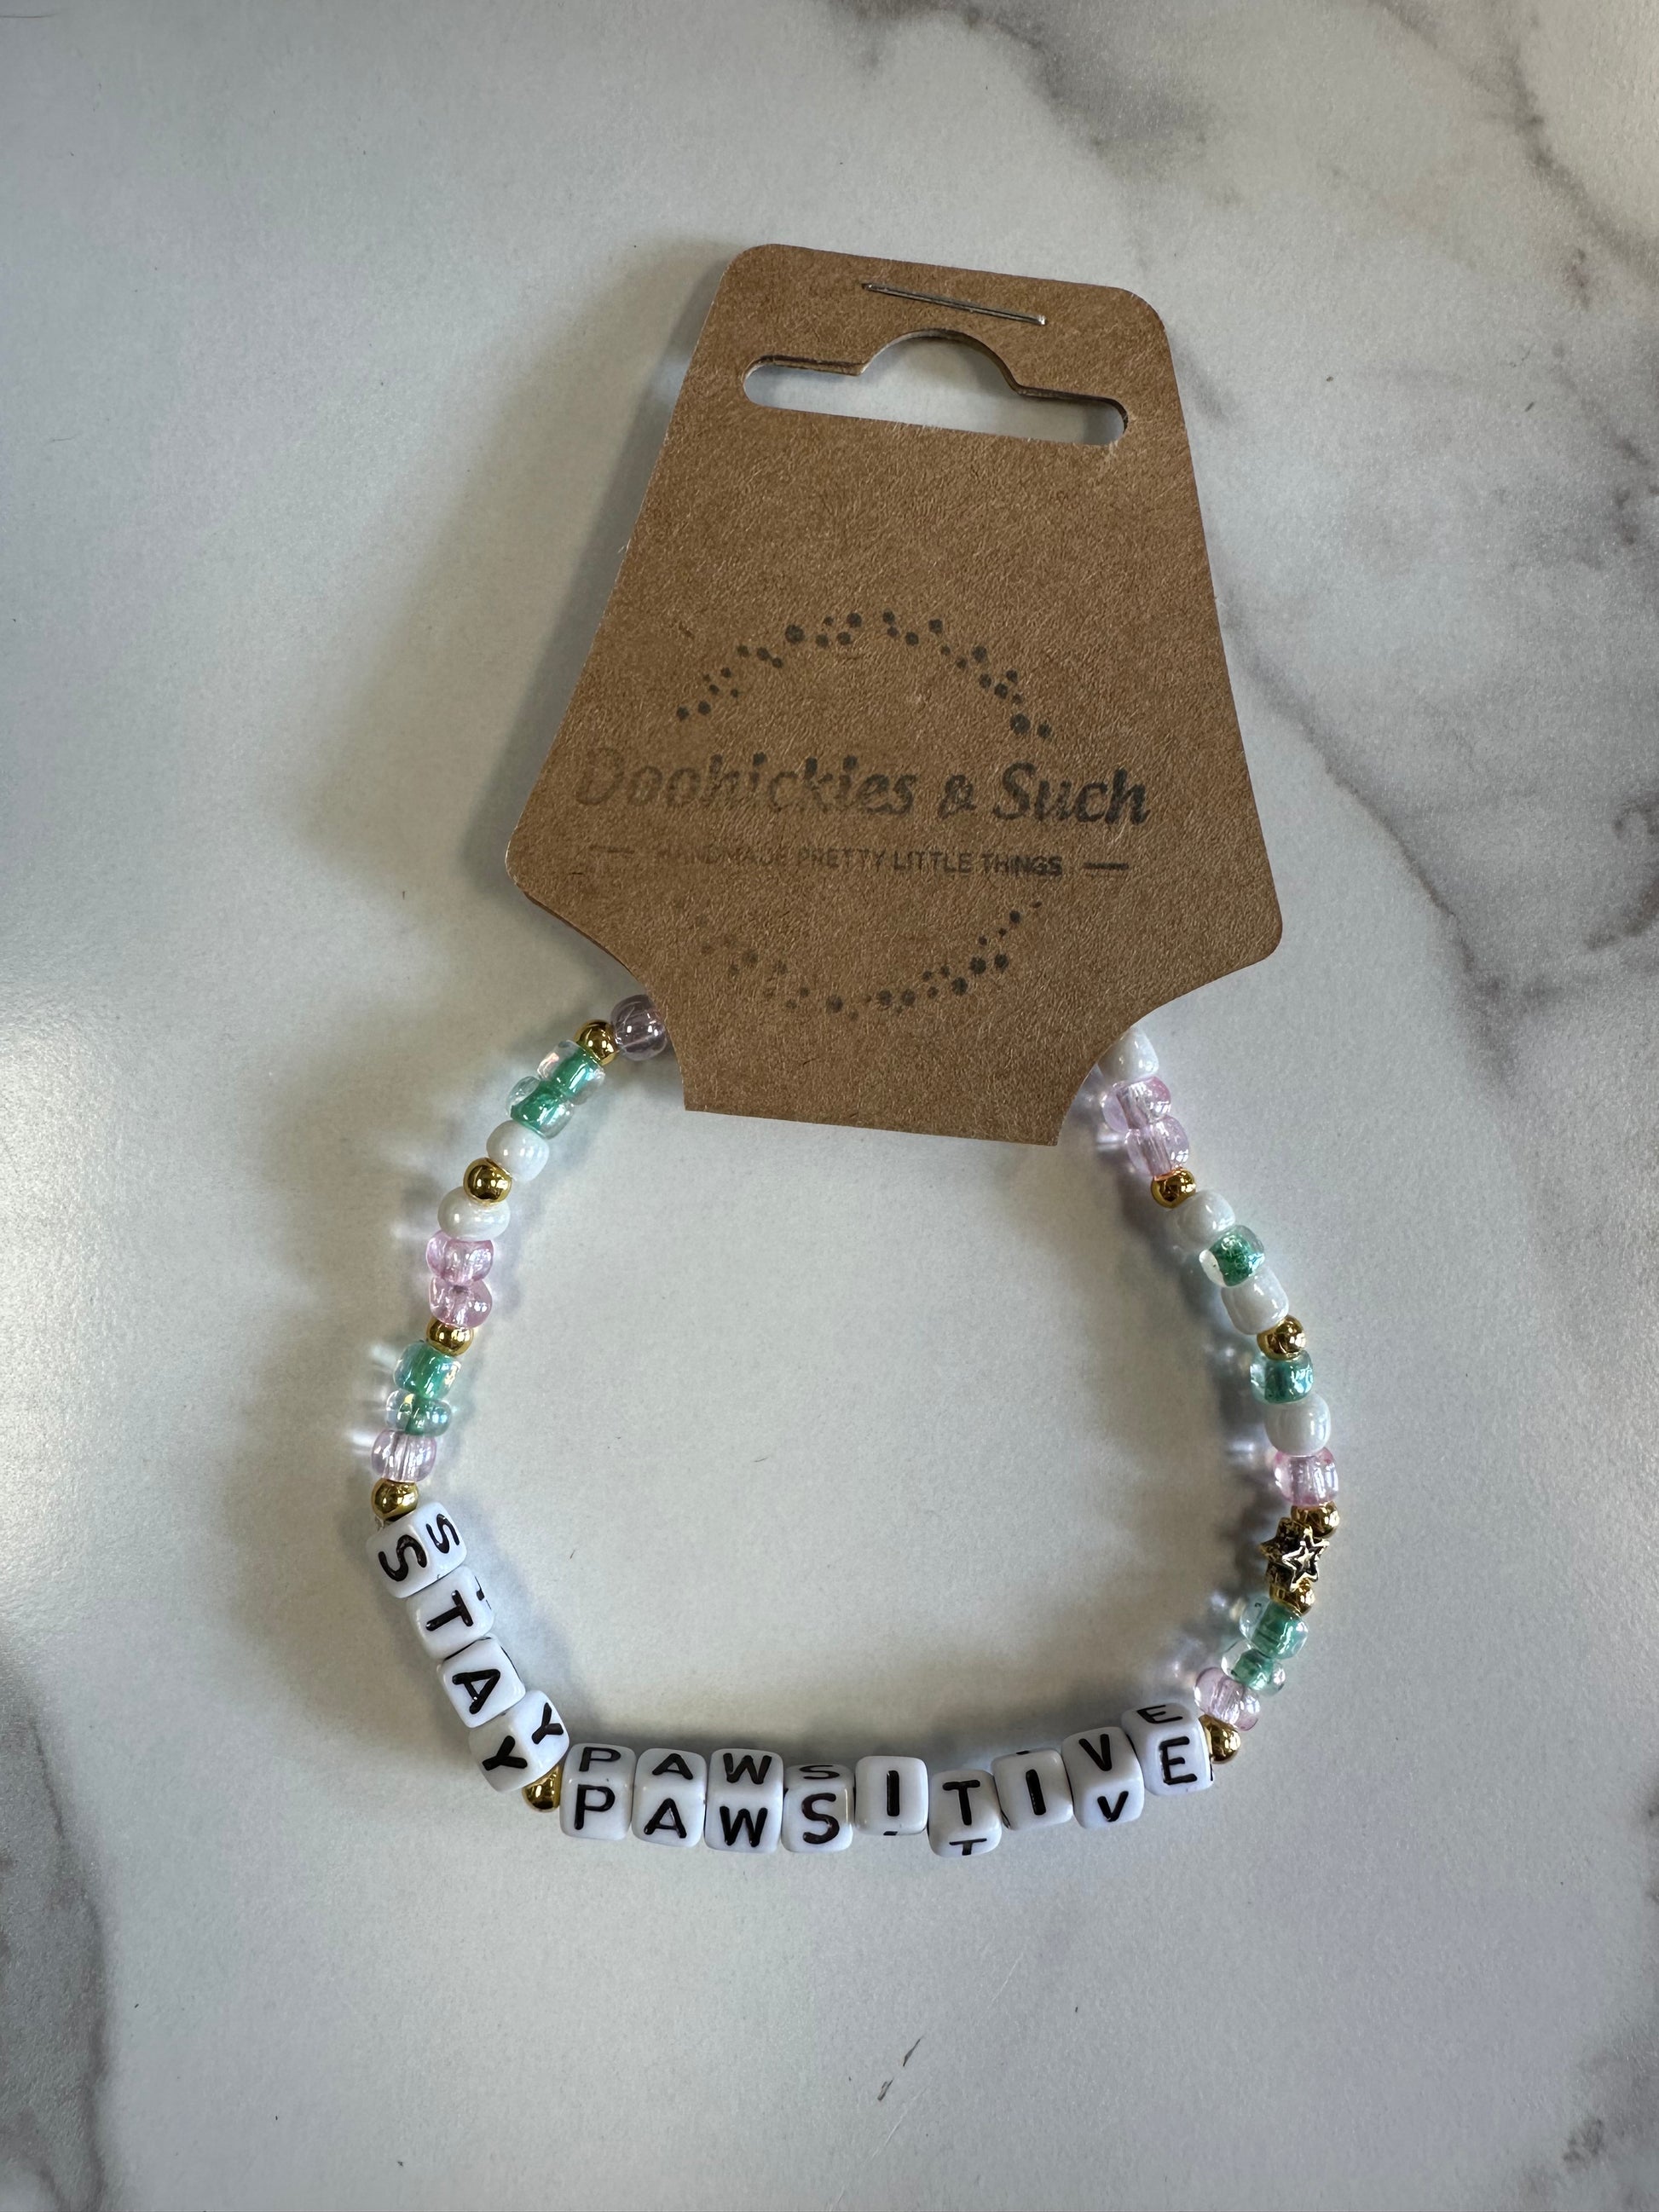 Doohickies & Such
HANDMADE PRETTY LITTLE THINGS
STAY PAWSITIVE